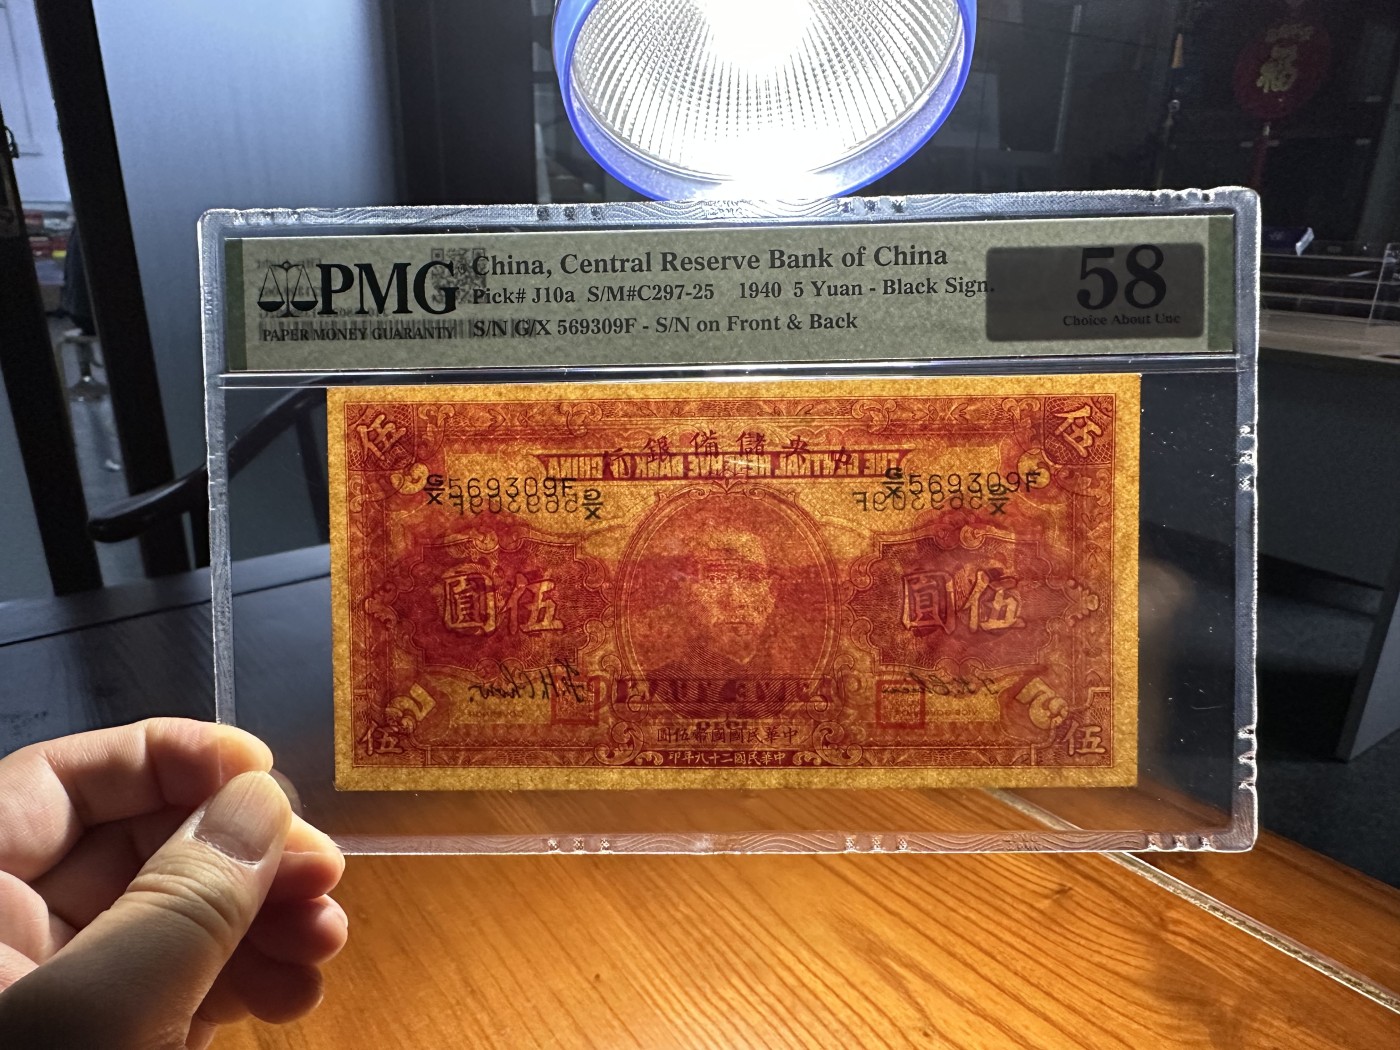 福
PMG
PAPER MONEY GUARANTY
China, Central Reserve Bank of China
Pick# J10a S/M#C297-25 1940 5 Yuan - Black Sign.
S/N G/X 569309F - S/N on Front & Back
58
Choice About Unc
伍 伍
行銀備儲央中
G/X 569309F G/X 569309F
圓伍 圓伍
圓伍幣國國民華中
印年八十二國民華中
伍 伍